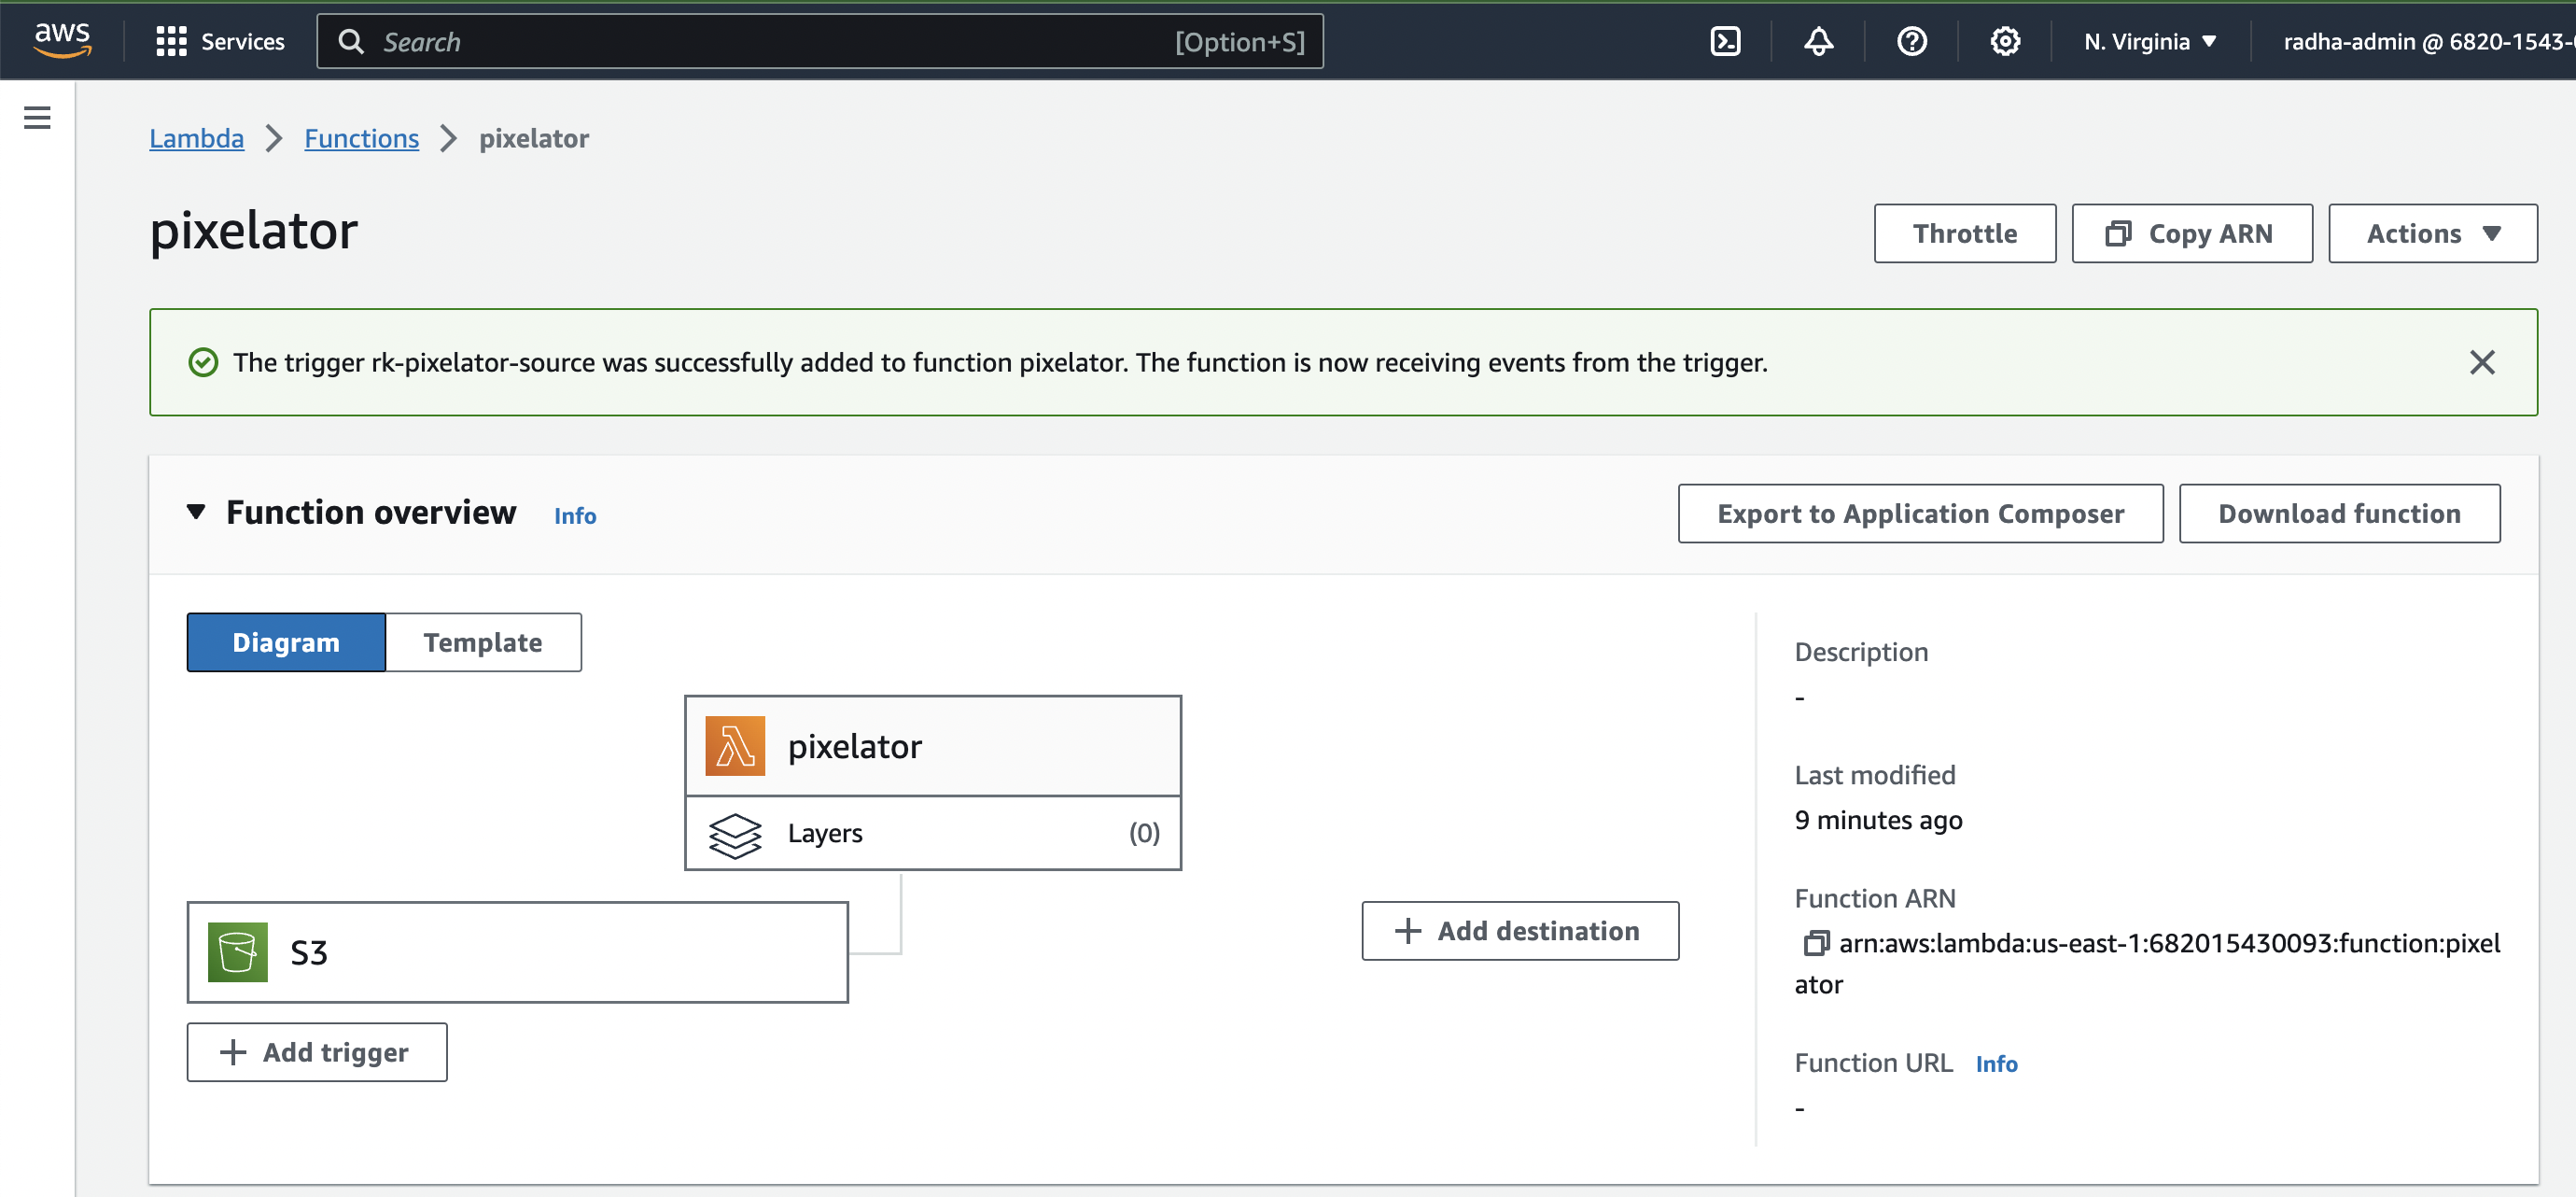 aws Services Search [Option+S] N. Virginia radha-admin @ 6820-1543-
Lambda Functions pixelator
pixelator
Throttle Copy ARN Actions
The trigger rk-pixelator-source was successfully added to function pixelator. The function is now receiving events from the trigger.
Function overview Info Export to Application Composer Download function
Diagram Template
pixelator
Layers (0)
S3
Add trigger
Add destination
Description
-
Last modified
9 minutes ago
Function ARN
arn:aws:lambda:us-east-1:682015430093:function:pixel
ator
Function URL Info
-